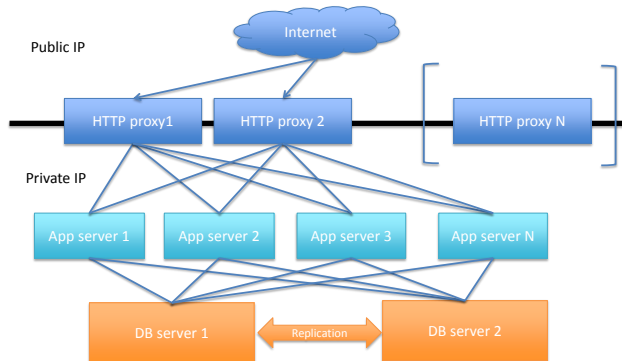 Internet
Public IP
HTTP proxy1
HTTP proxy 2
HTTP proxy N
Private IP
App server 1
App server 2
App server 3
App server N
DB server 1
Replication
DB server 2